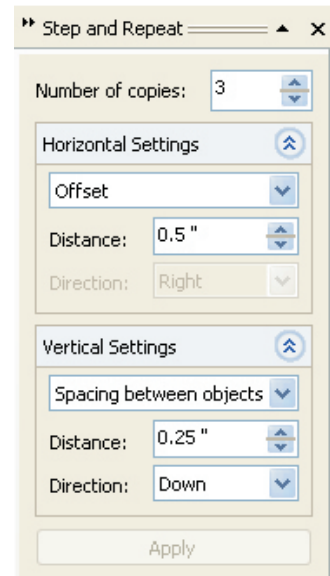 Step and Repeat
Number of copies: 3
Horizontal Settings
Offset
Distance: 0.5 "
Direction: Right
Vertical Settings
Spacing between objects
Distance: 0.25 "
Direction: Down
Apply